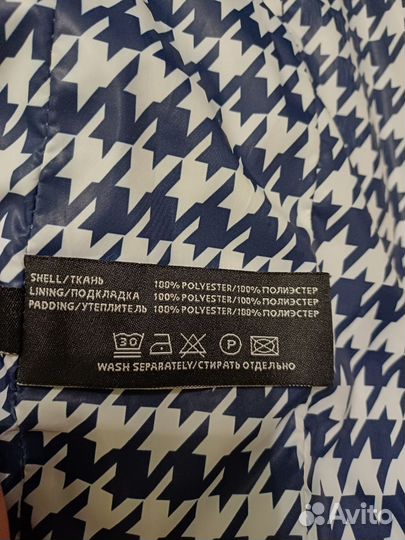 SHELL/ТКАНЬ 100% POLYESTER/100% ПОЛИЭСТЕР
LINING/ПОДКЛАДКА 100% POLYESTER/100% ПОЛИЭСТЕР
PADDING/УТЕПЛИТЕЛЬ 100% POLYESTER/100% ПОЛИЭСТЕР
30 P
WASH SEPARATELY/СТИРАТЬ ОТДЕЛЬНО
Avito